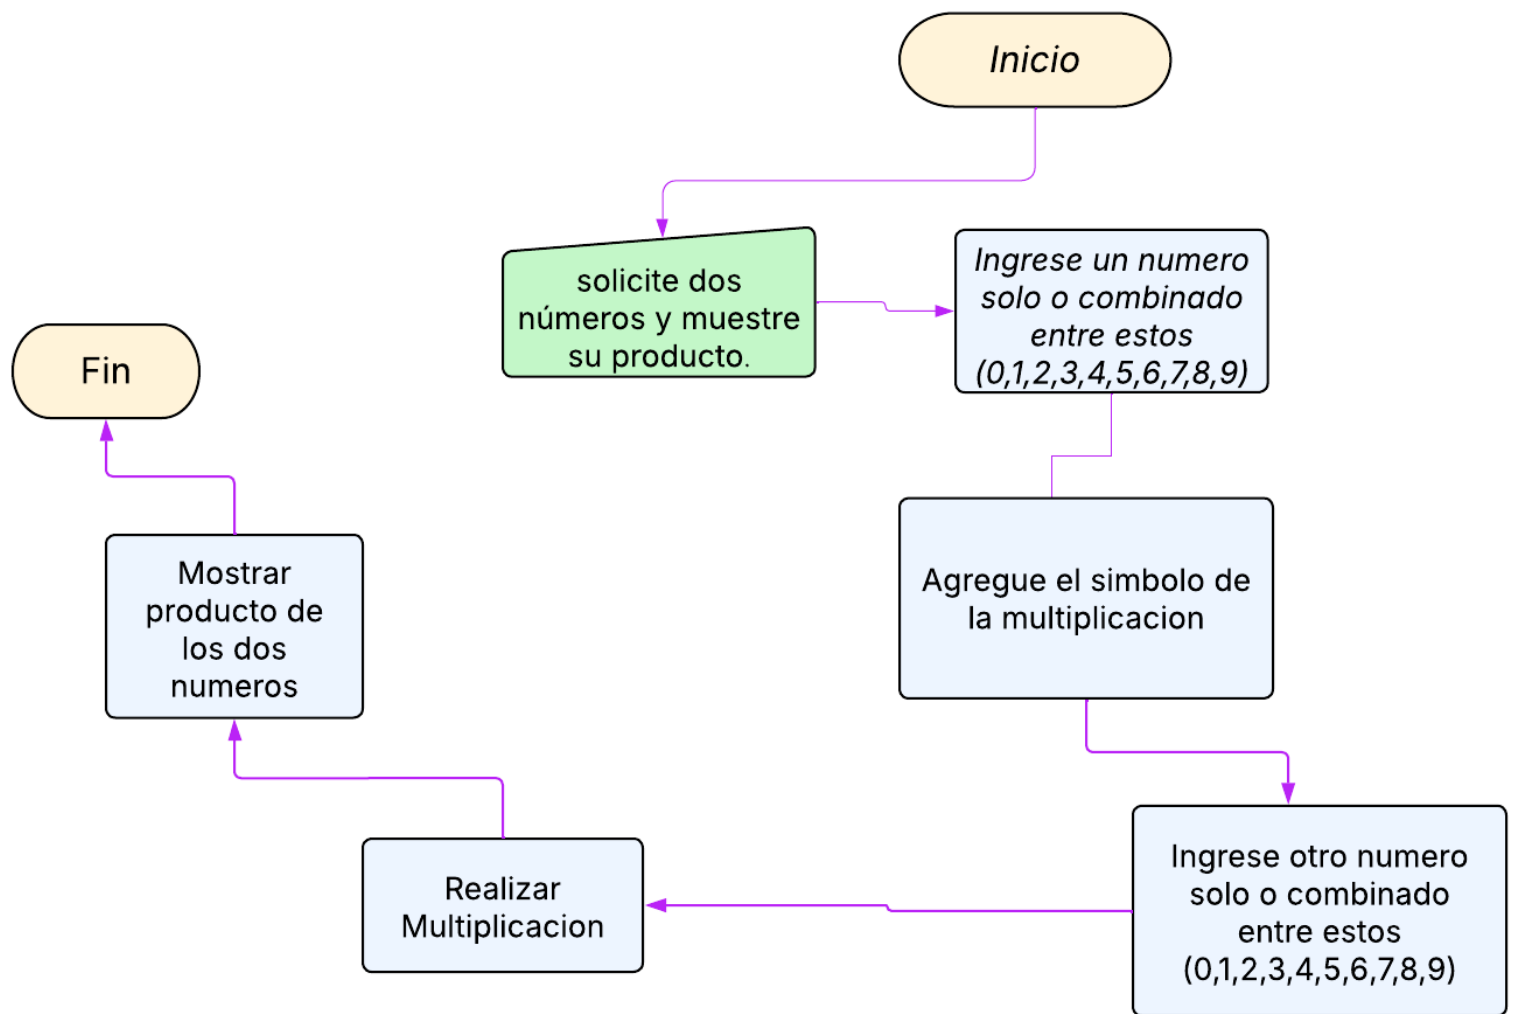 Inicio
solicite dos
números y muestre
su producto.
Ingrese un numero
solo o combinado
entre estos
(0,1,2,3,4,5,6,7,8,9)
Agregue el simbolo de
la multiplicacion
Ingrese otro numero
solo o combinado
entre estos
(0,1,2,3,4,5,6,7,8,9)
Realizar
Multiplicacion
Mostrar
producto de
los dos
numeros
Fin